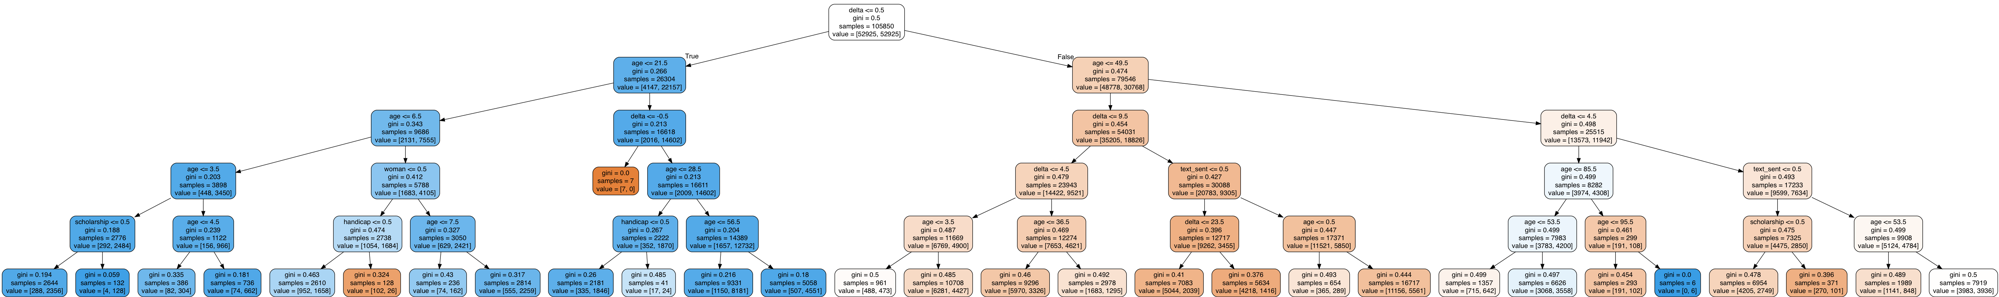 delta <= 0.5
gini = 0.5
samples = 105850
value = [52925, 52925]
True
False
age <= 21.5
gini = 0.266
samples = 26304
value = [4147, 22157]
age <= 49.5
gini = 0.474
samples = 79546
value = [48778, 30768]
age <= 6.5
gini = 0.343
samples = 9686
value = [2131, 7555]
delta <= -0.5
gini = 0.213
samples = 16618
value = [2016, 14602]
delta <= 9.5
gini = 0.454
samples = 54031
value = [35205, 18826]
delta <= 4.5
gini = 0.498
samples = 25515
value = [13573, 11942]
age <= 3.5
gini = 0.203
samples = 3898
value = [448, 3450]
woman <= 0.5
gini = 0.412
samples = 5788
value = [1683, 4105]
gini = 0.0
samples = 7
value = [7, 0]
age <= 28.5
gini = 0.213
samples = 16611
value = [2009, 14602]
delta <= 4.5
gini = 0.479
samples = 23943
value = [14422, 9521]
text_sent <= 0.5
gini = 0.427
samples = 30088
value = [20783, 9305]
age <= 85.5
gini = 0.499
samples = 8282
value = [3974, 4308]
text_sent <= 0.5
gini = 0.493
samples = 17233
value = [9599, 7634]
scholarship <= 0.5
gini = 0.188
samples = 2776
value = [292, 2484]
age <= 4.5
gini = 0.239
samples = 1122
value = [156, 966]
handicap <= 0.5
gini = 0.474
samples = 2738
value = [1054, 1684]
age <= 7.5
gini = 0.327
samples = 3050
value = [629, 2421]
handicap <= 0.5
gini = 0.267
samples = 2222
value = [352, 1870]
age <= 56.5
gini = 0.204
samples = 14389
value = [1657, 12732]
age <= 3.5
gini = 0.487
samples = 11669
value = [6769, 4900]
age <= 36.5
gini = 0.469
samples = 12274
value = [7653, 4621]
delta <= 23.5
gini = 0.396
samples = 12717
value = [9262, 3455]
age <= 0.5
gini = 0.447
samples = 17371
value = [11521, 5850]
age <= 53.5
gini = 0.499
samples = 7983
value = [3783, 4200]
age <= 95.5
gini = 0.461
samples = 299
value = [191, 108]
scholarship <= 0.5
gini = 0.475
samples = 7325
value = [4475, 2850]
age <= 53.5
gini = 0.499
samples = 9908
value = [5124, 4784]
gini = 0.194
samples = 2644
value = [288, 2356]
gini = 0.059
samples = 132
value = [4, 128]
gini = 0.335
samples = 386
value = [82, 304]
gini = 0.181
samples = 736
value = [74, 662]
gini = 0.463
samples = 2610
value = [952, 1658]
gini = 0.324
samples = 128
value = [102, 26]
gini = 0.43
samples = 236
value = [74, 162]
gini = 0.317
samples = 2814
value = [555, 2259]
gini = 0.26
samples = 2181
value = [335, 1846]
gini = 0.485
samples = 41
value = [17, 24]
gini = 0.216
samples = 9331
value = [1150, 8181]
gini = 0.18
samples = 5058
value = [507, 4551]
gini = 0.5
samples = 961
value = [488, 473]
gini = 0.485
samples = 10708
value = [6281, 4427]
gini = 0.46
samples = 9296
value = [5970, 3326]
gini = 0.492
samples = 2978
value = [1683, 1295]
gini = 0.41
samples = 7083
value = [5044, 2039]
gini = 0.376
samples = 5634
value = [4218, 1416]
gini = 0.493
samples = 654
value = [365, 289]
gini = 0.444
samples = 16717
value = [11156, 5561]
gini = 0.499
samples = 1357
value = [715, 642]
gini = 0.497
samples = 6626
value = [3068, 3558]
gini = 0.454
samples = 293
value = [191, 102]
gini = 0.0
samples = 6
value = [0, 6]
gini = 0.478
samples = 6954
value = [4205, 2749]
gini = 0.396
samples = 371
value = [270, 101]
gini = 0.489
samples = 1989
value = [1141, 848]
gini = 0.5
samples = 7919
value = [3983, 3936]